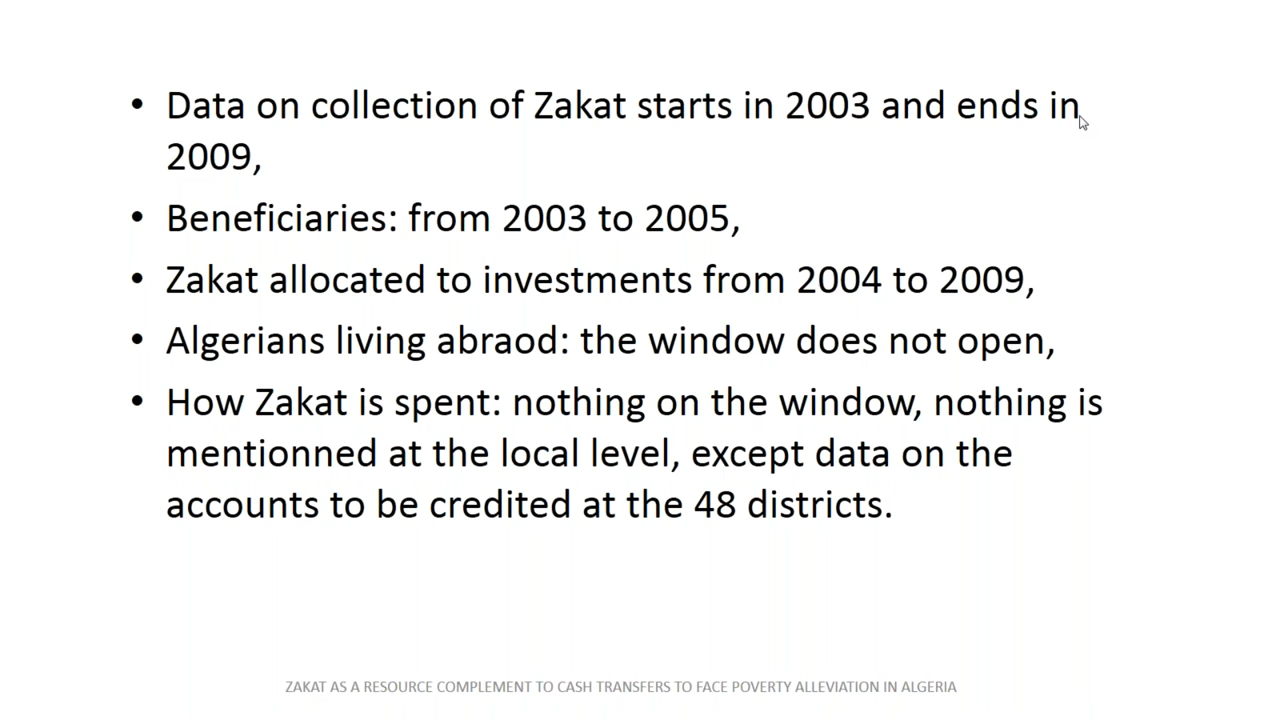 • Data on collection of Zakat starts in 2003 and ends in
2009,
• Beneficiaries: from 2003 to 2005,
• Zakat allocated to investments from 2004 to 2009,
• Algerians living abraod: the window does not open,
• How Zakat is spent: nothing on the window, nothing is
mentionned at the local level, except data on the
accounts to be credited at the 48 districts.
ZAKAT AS A RESOURCE COMPLEMENT TO CASH TRANSFERS TO FACE POVERTY ALLEVIATION IN ALGERIA